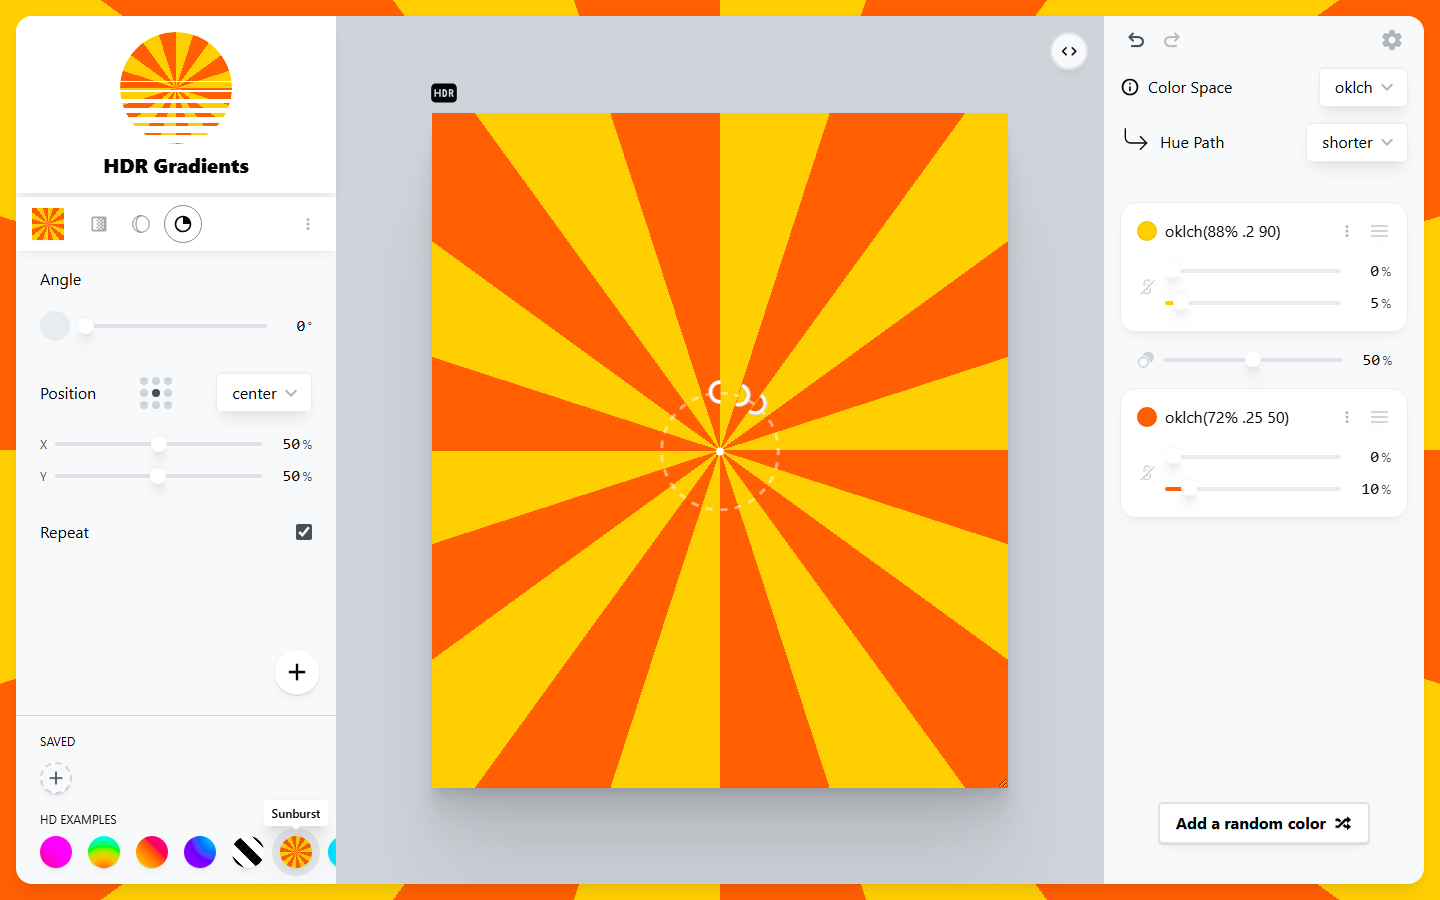 HDR Gradients
Angle
0°
Position
center
X
50%
Y
50%
Repeat
SAVED
HD EXAMPLES
Sunburst
HDR
Color Space
oklch
Hue Path
shorter
oklch(88% .2 90)
0%
5%
50%
oklch(72% .25 50)
0%
10%
Add a random color